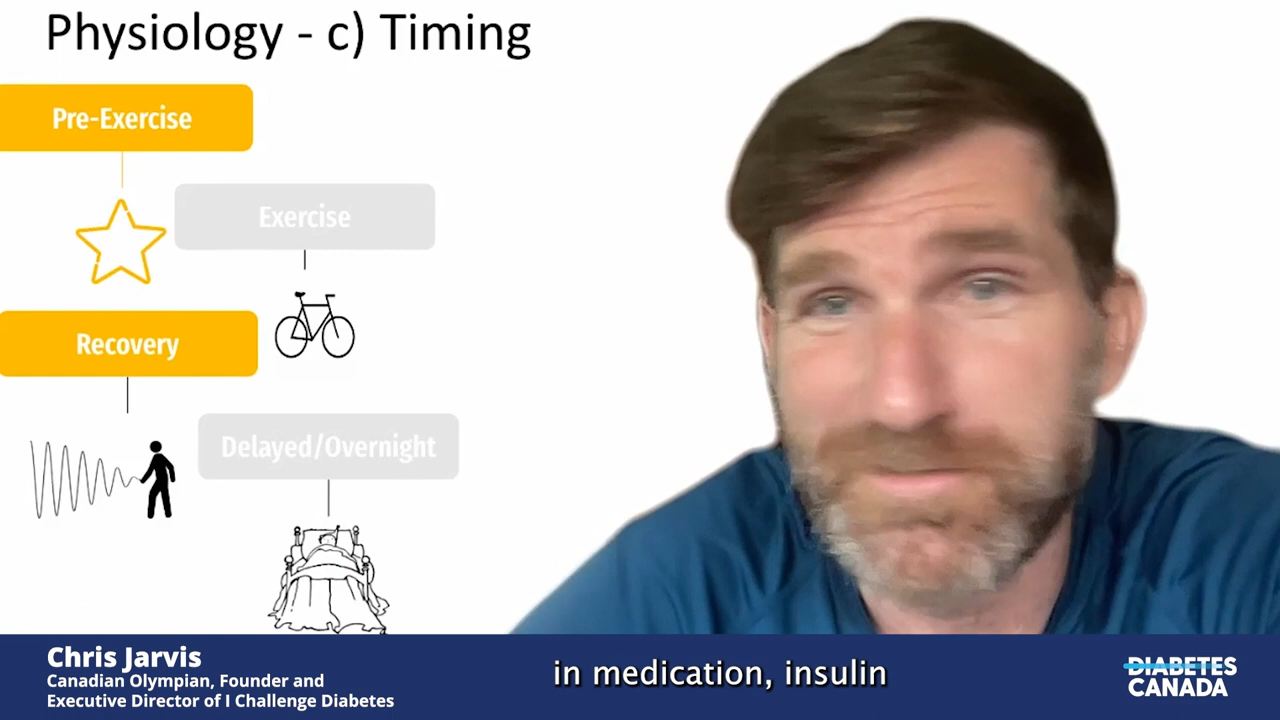 Physiology - c) Timing
Pre-Exercise
Exercise
Recovery
Delayed/Overnight
Chris Jarvis
Canadian Olympian, Founder and
Executive Director of I Challenge Diabetes
in medication, insulin
DIABETES
CANADA